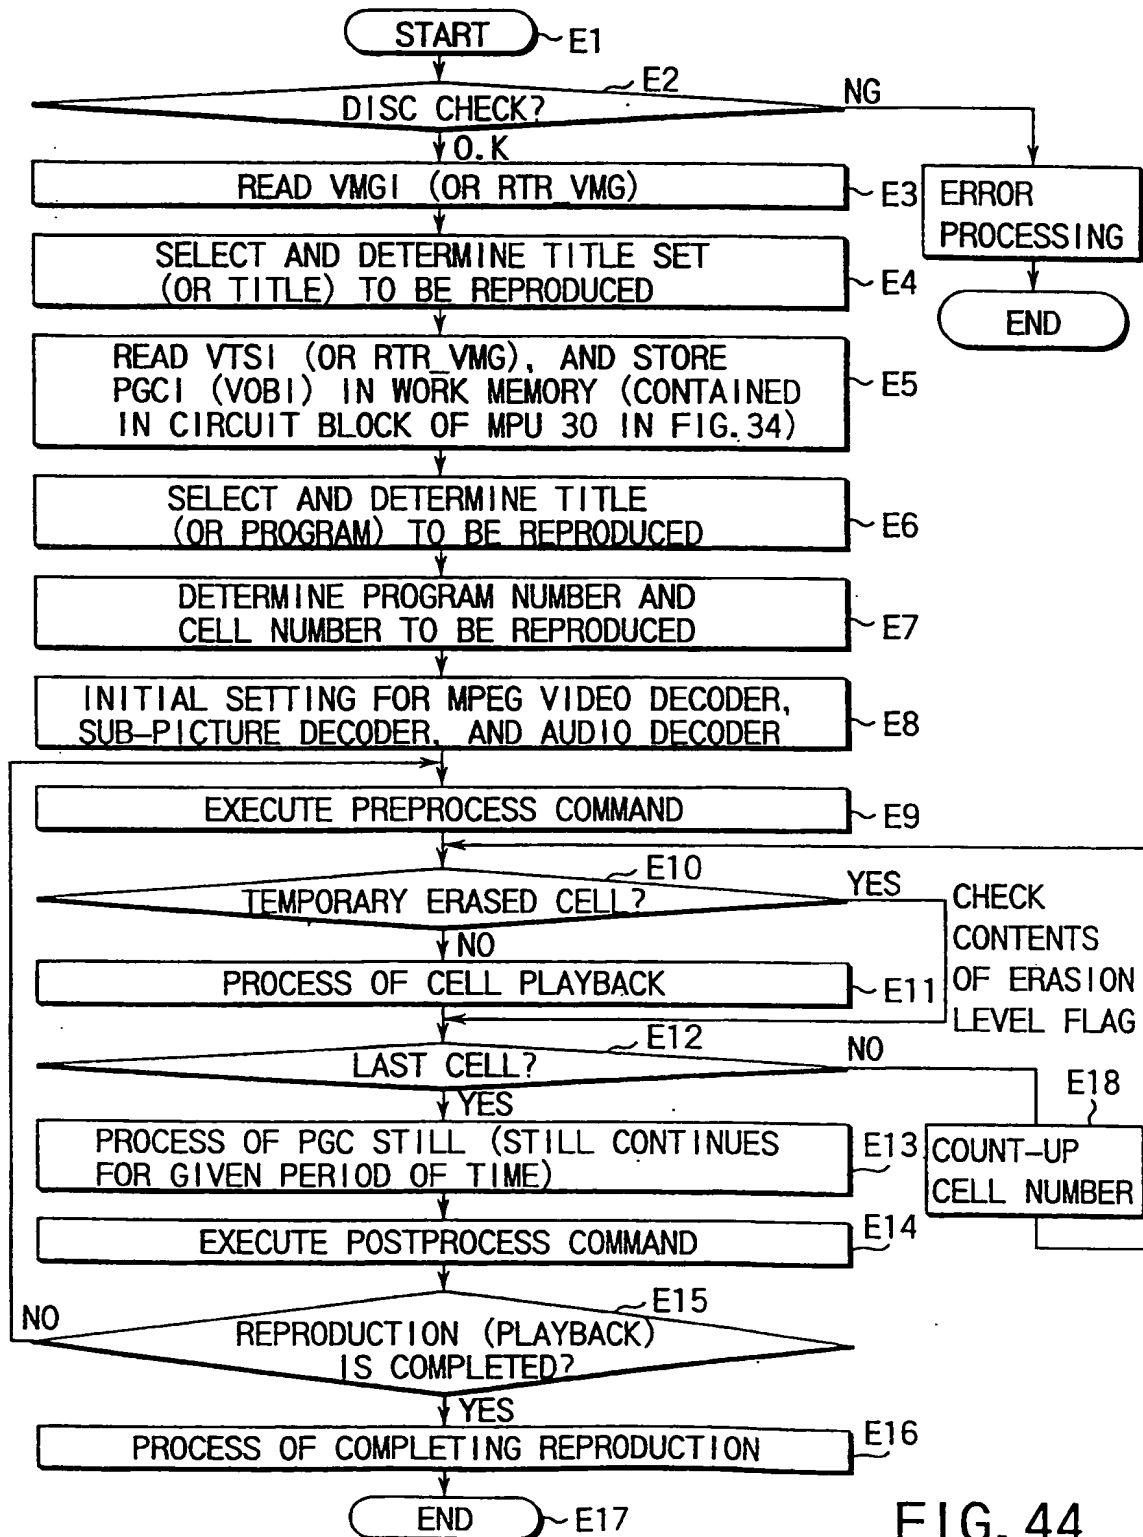 START
E1
E2
DISC CHECK?
NG
O.K
READ VMGI (OR RTR_VMG)
E3
ERROR
PROCESSING
END
SELECT AND DETERMINE TITLE SET
(OR TITLE) TO BE REPRODUCED
E4
READ VTSI (OR RTR_VMG), AND STORE
PGCI (VOBI) IN WORK MEMORY (CONTAINED
IN CIRCUIT BLOCK OF MPU 30 IN FIG.34)
E5
SELECT AND DETERMINE TITLE
(OR PROGRAM) TO BE REPRODUCED
E6
DETERMINE PROGRAM NUMBER AND
CELL NUMBER TO BE REPRODUCED
E7
INITIAL SETTING FOR MPEG VIDEO DECODER,
SUB-PICTURE DECODER, AND AUDIO DECODER
E8
EXECUTE PREPROCESS COMMAND
E9
E10
TEMPORARY ERASED CELL?
YES
CHECK
CONTENTS
OF ERASION
LEVEL FLAG
NO
PROCESS OF CELL PLAYBACK
E11
E12
LAST CELL?
NO
YES
E18
COUNT-UP
CELL NUMBER
PROCESS OF PGC STILL (STILL CONTINUES
FOR GIVEN PERIOD OF TIME)
E13
EXECUTE POSTPROCESS COMMAND
E14
E15
NO
REPRODUCTION (PLAYBACK)
IS COMPLETED?
YES
PROCESS OF COMPLETING REPRODUCTION
E16
END
E17
FIG. 44